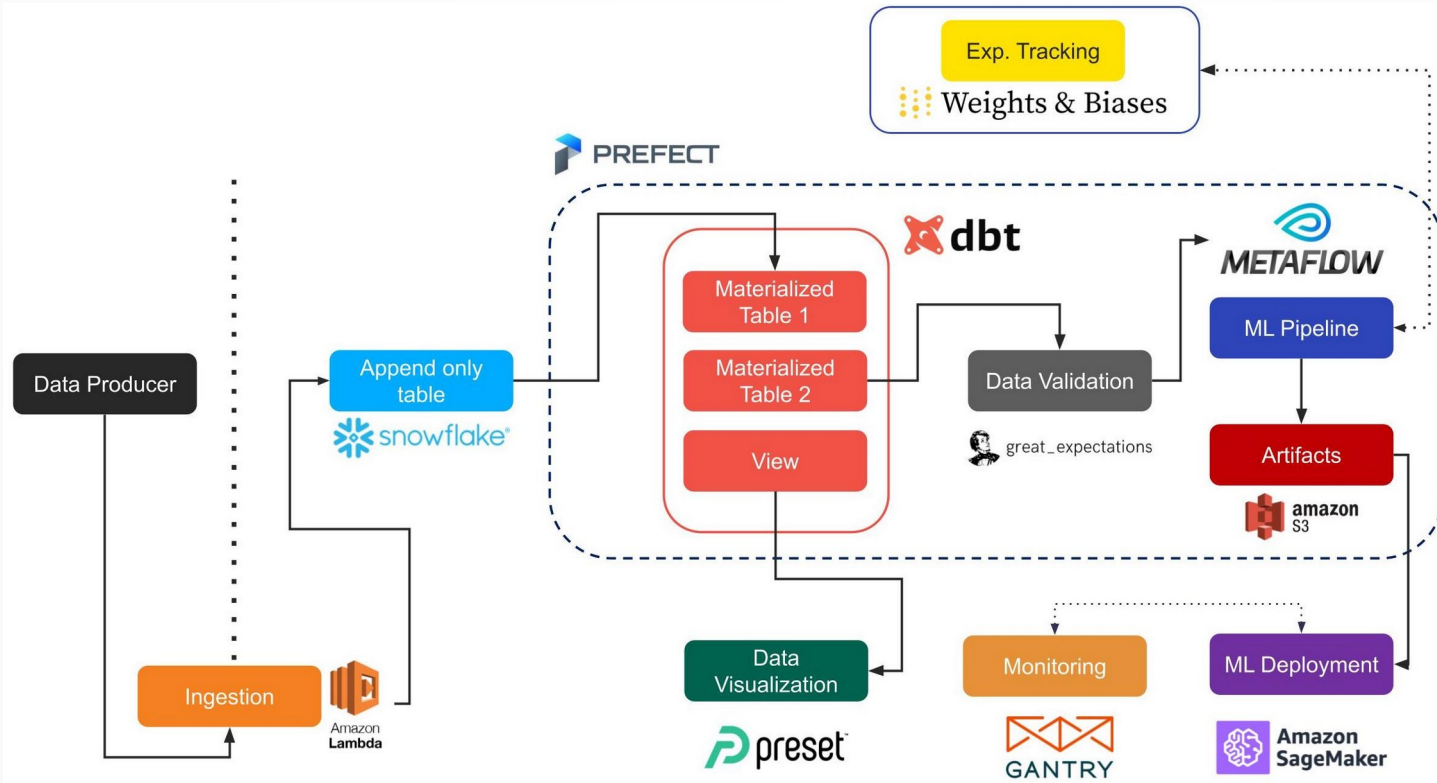 Exp. Tracking
Weights & Biases
PREFECT
dbt
METAFLOW
Materialized
Table 1
ML Pipeline
Data Producer
Append only
table
snowflake®
Materialized
Table 2
Data Validation
great_expectations
View
Artifacts
amazon
S3
Ingestion
Amazon
Lambda
Data
Visualization
preset™
Monitoring
GANTRY
ML Deployment
Amazon
SageMaker